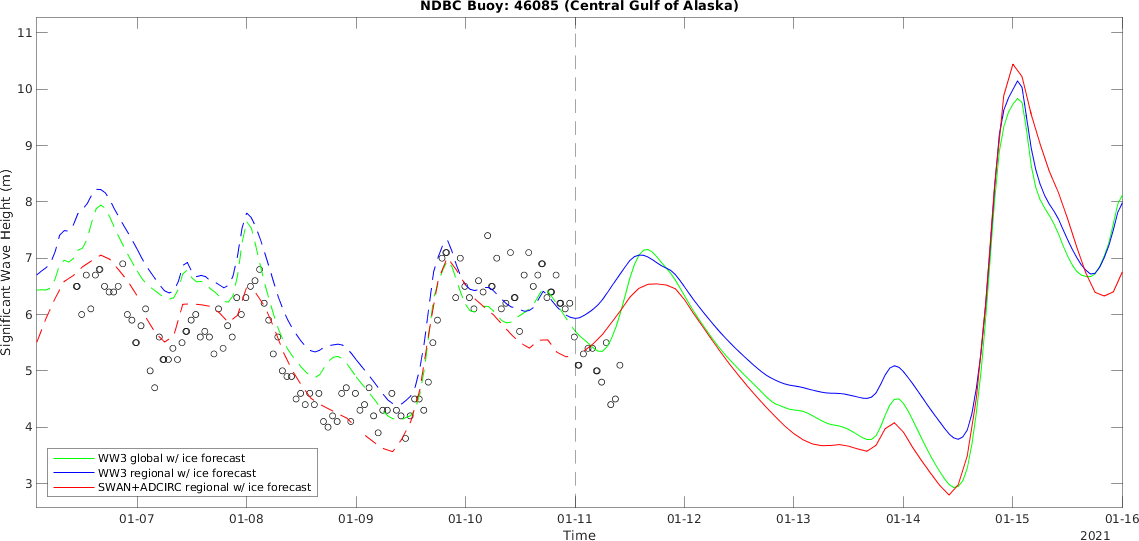 NDBC Buoy: 46085 (Central Gulf of Alaska)
11
10
9
8
7
6
5
4
3
Significant Wave Height (m)
WW3 global w/ ice forecast
WW3 regional w/ ice forecast
SWAN+ADCIRC regional w/ ice forecast
01-07 01-08 01-09 01-10 01-11 01-12 01-13 01-14 01-15 01-16
Time
2021